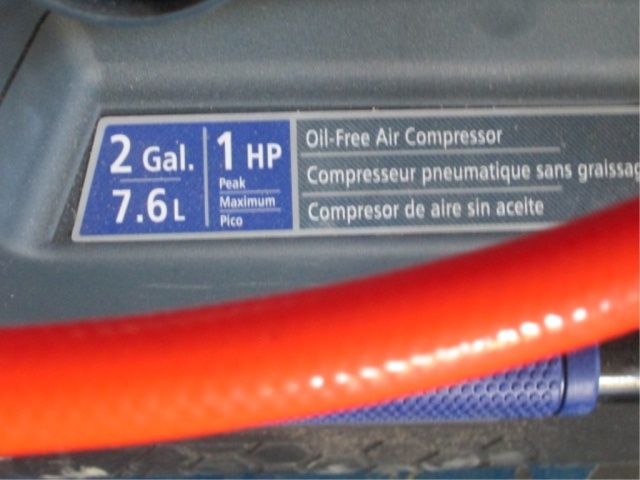 2 Gal.
7.6 L
1 HP
Peak
Maximum
Pico
Oil-Free Air Compressor
Compresseur pneumatique sans
Compresor de aire sin aceite